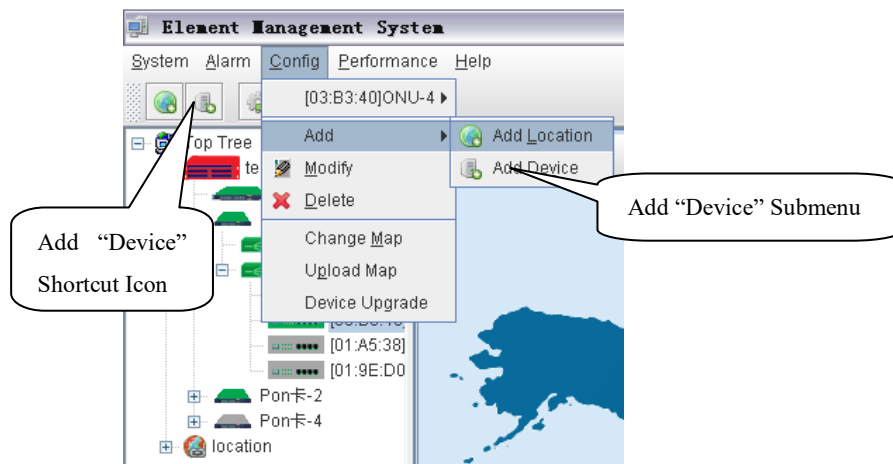 Element Management System
System Alarm Config Performance Help
[03:B3:40]ONU-4
Top Tree
Add
Add Location
te
Modify
Add Device
Delete
Add "Device" Submenu
Add "Device"
Shortcut Icon
Change Map
Upload Map
Device Upgrade
[01:A5:38]
[01:9E:D0
Pon卡-2
Pon卡-4
location